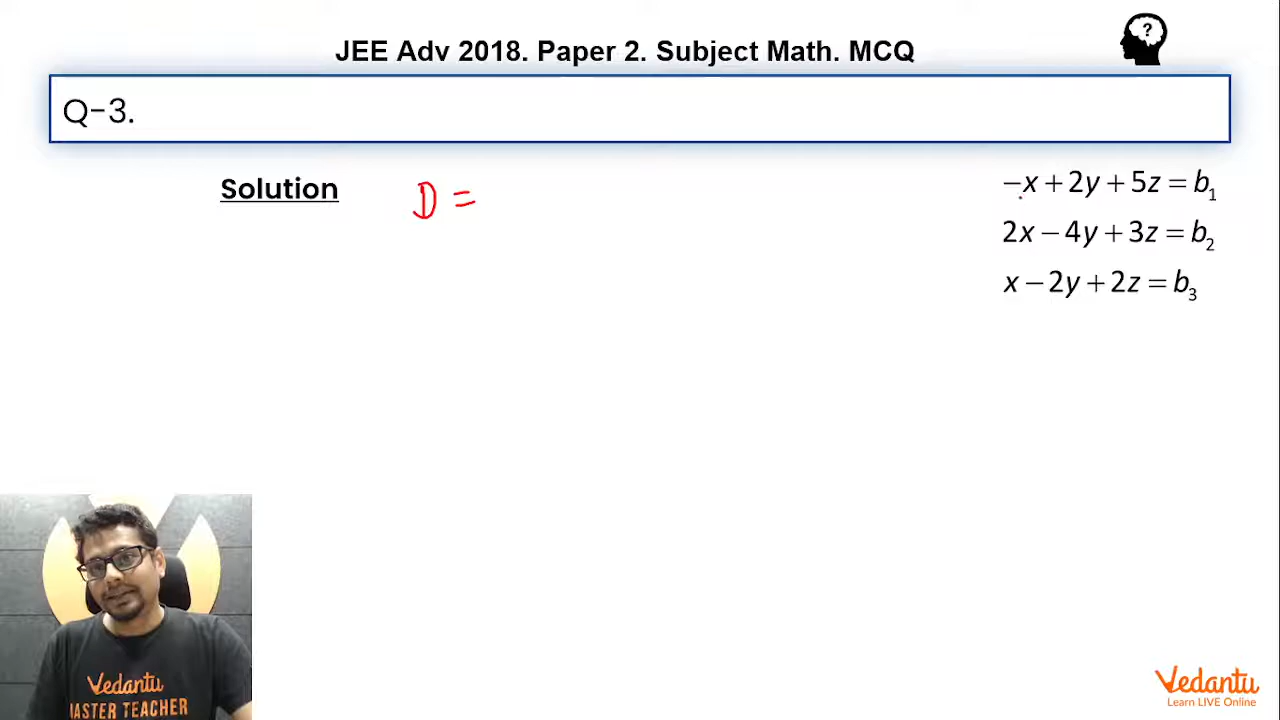 JEE Adv 2018. Paper 2. Subject Math. MCQ
?
Q-3.
Solution
D =
−x + 2y + 5z = b₁
2x − 4y + 3z = b₂
x − 2y + 2z = b₃
Vedantu
MASTER TEACHER
Vedantu
Learn LIVE Online